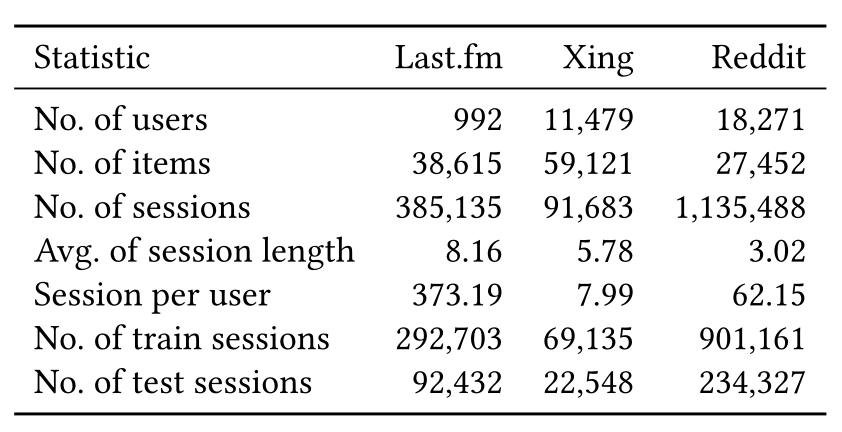 Statistic Last.fm Xing Reddit
No. of users 992 11,479 18,271
No. of items 38,615 59,121 27,452
No. of sessions 385,135 91,683 1,135,488
Avg. of session length 8.16 5.78 3.02
Session per user 373.19 7.99 62.15
No. of train sessions 292,703 69,135 901,161
No. of test sessions 92,432 22,548 234,327